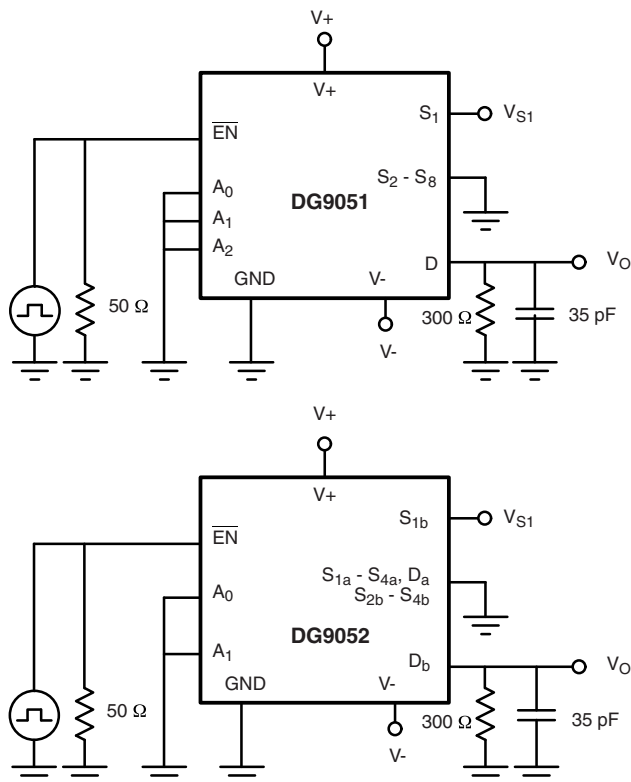 V+
V+
EN
S1
VS1
A0
A1
A2
S2 - S8
DG9051
GND
V-
D
VO
50 Ω
300 Ω
35 pF
V-
V+
V+
EN
S1b
VS1
A0
S1a - S4a, Da
S2b - S4b
DG9052
A1
Db
VO
GND
V-
50 Ω
300 Ω
35 pF
V-